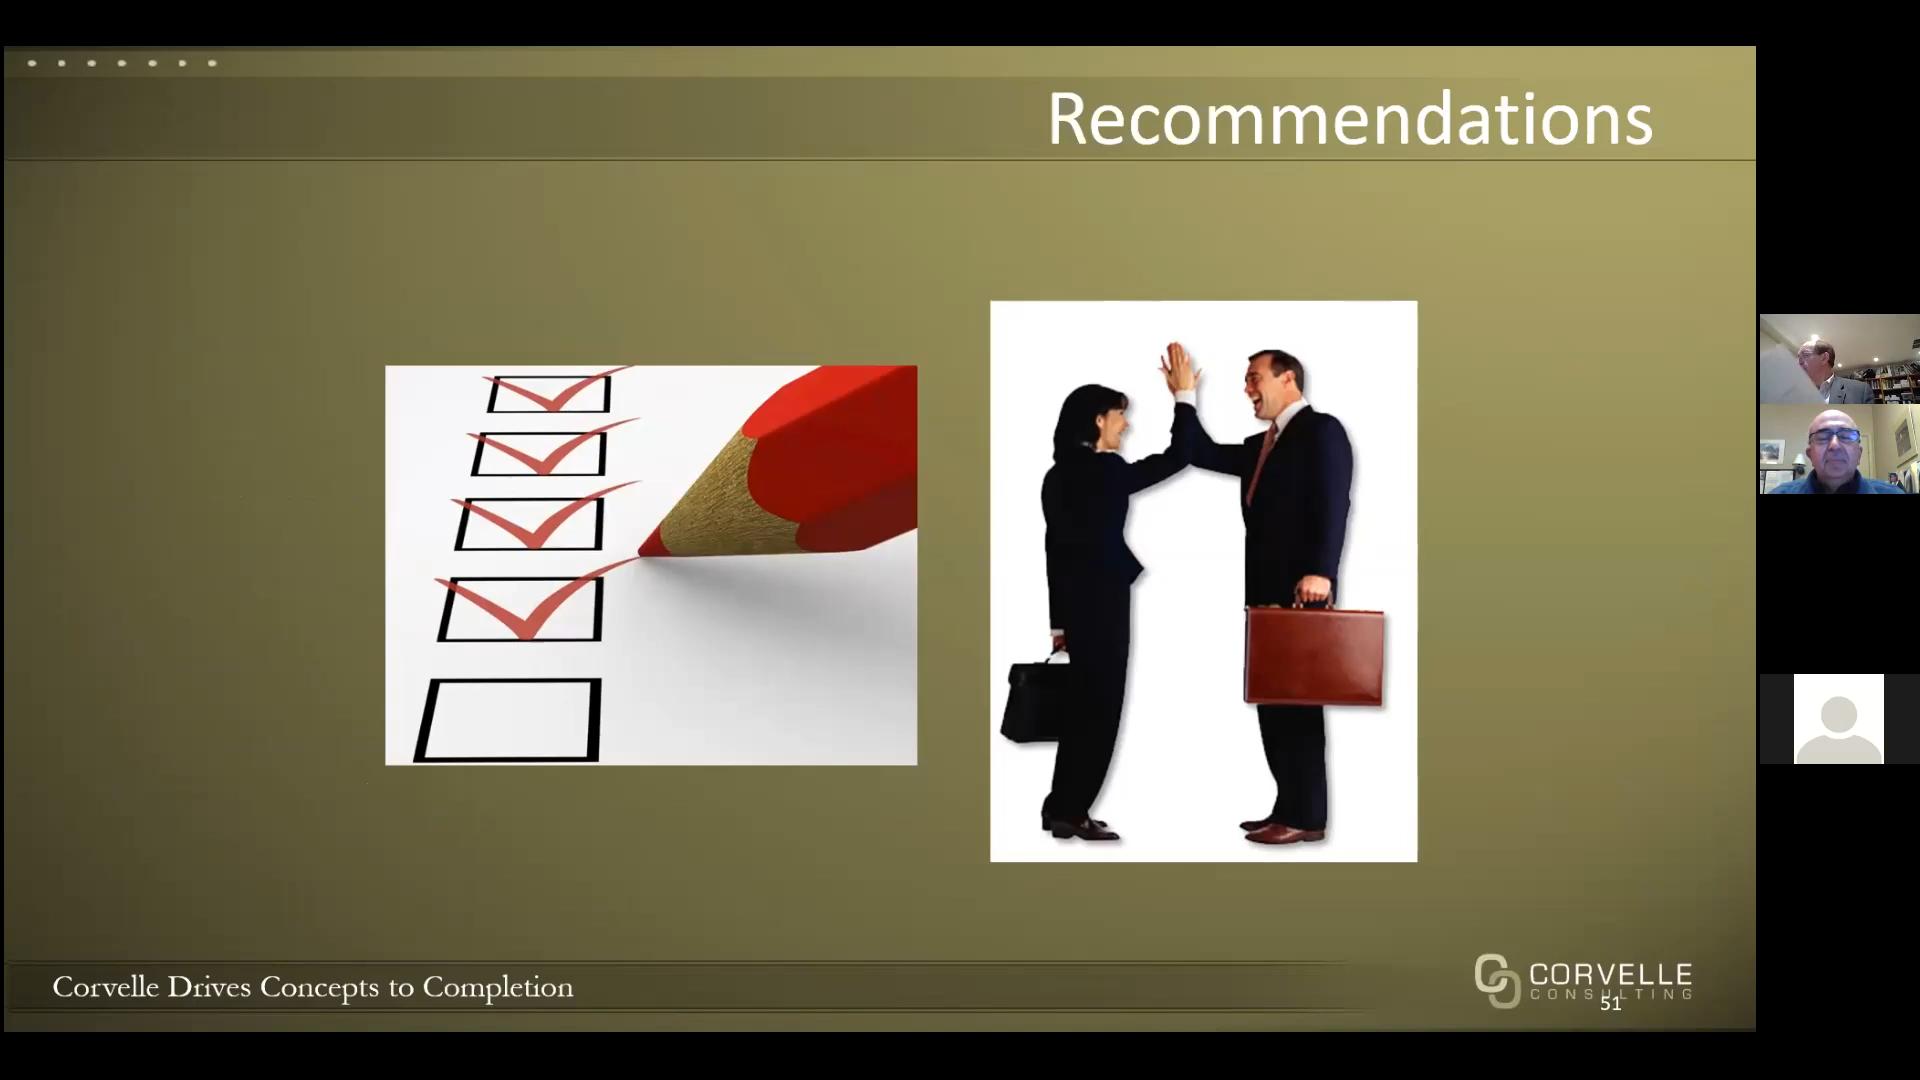 Recommendations
Corvelle Drives Concepts to Completion
CORVELLE
CONSULTING
51